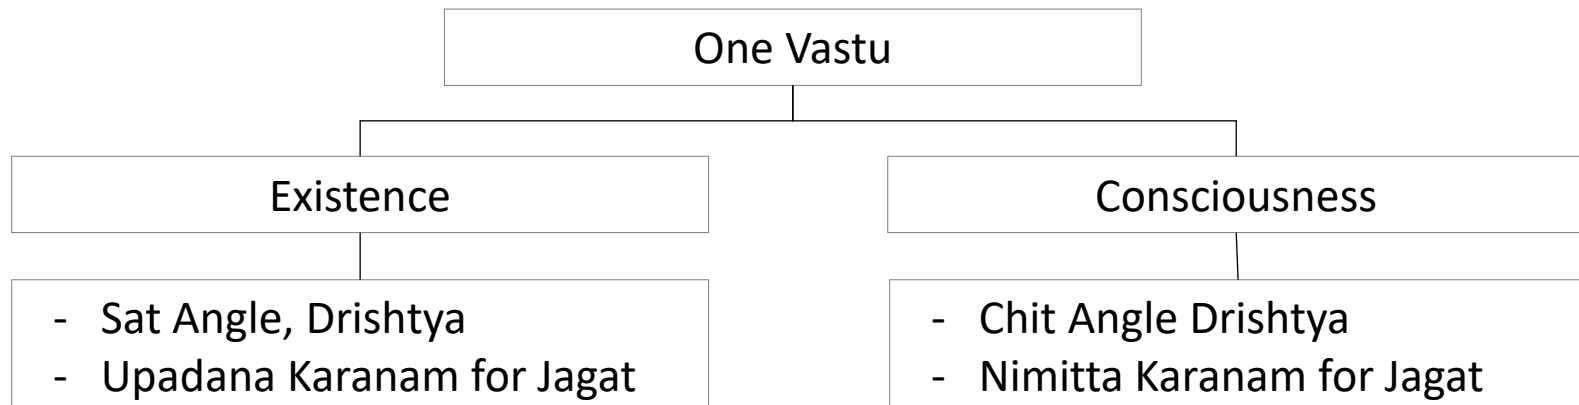 One Vastu
Existence
Consciousness
- Sat Angle, Drishtya
- Upadana Karanam for Jagat
- Chit Angle Drishtya
- Nimitta Karanam for Jagat